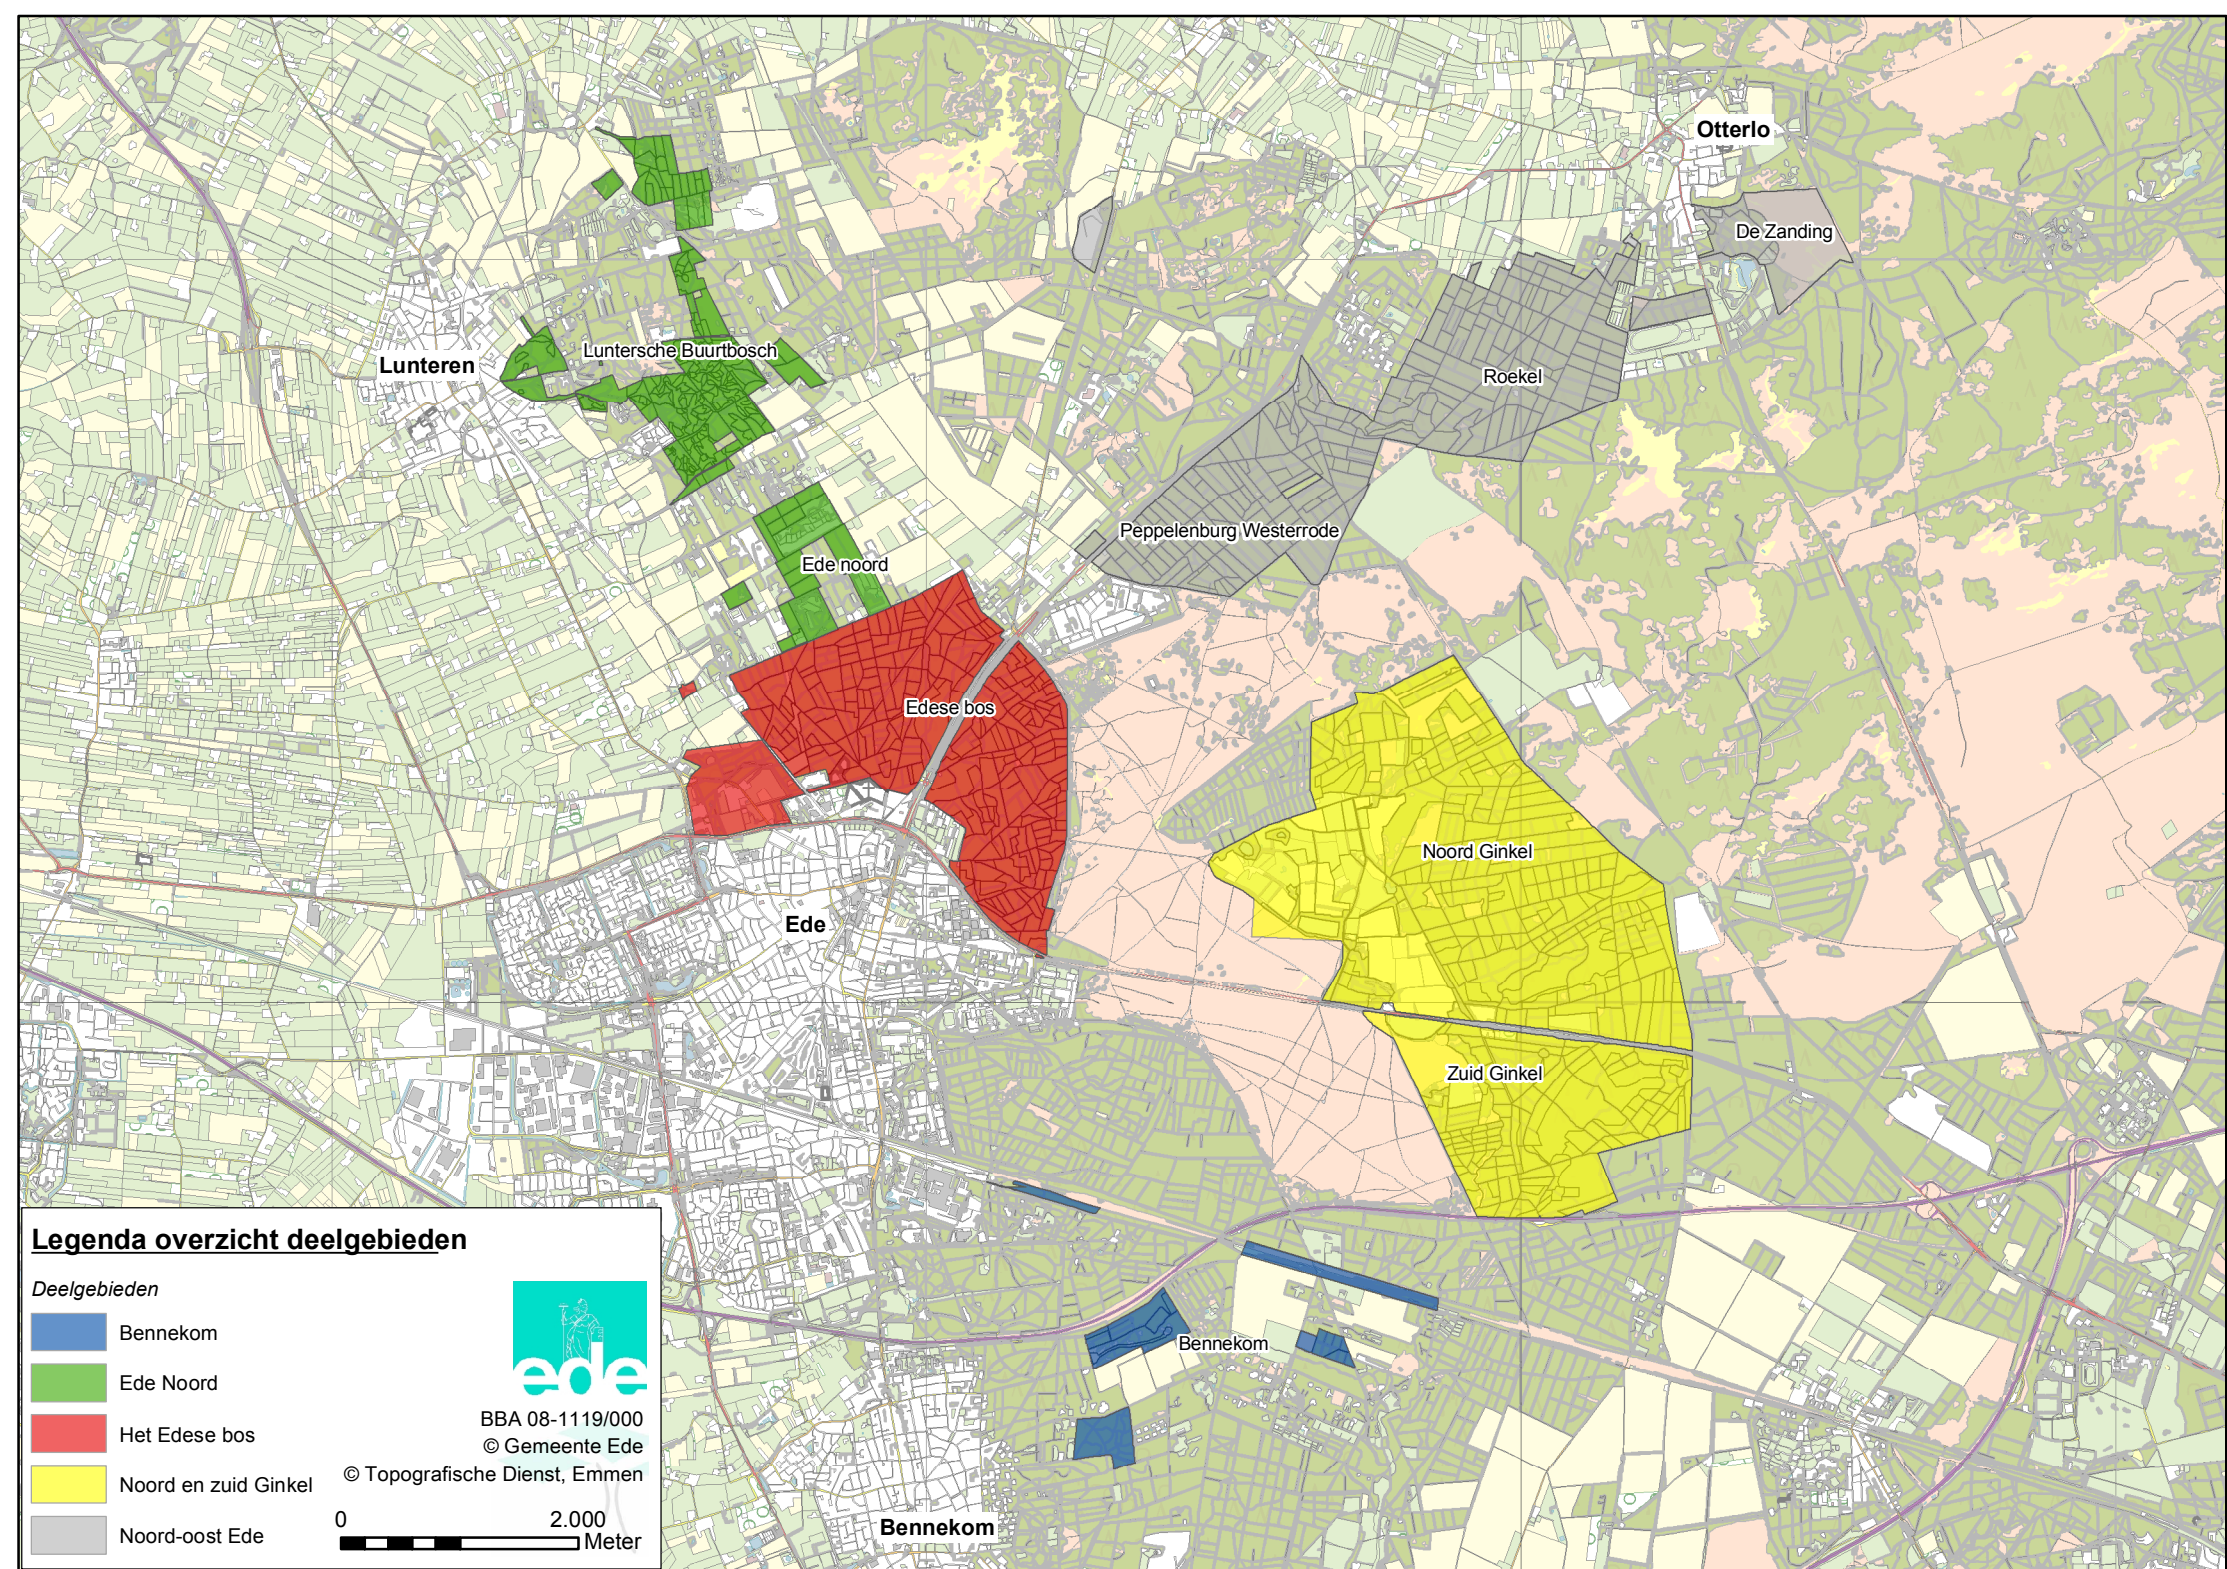 Otterlo
De Zanding
Luntersche Buurtbosch
Lunteren
Roekel
Peppelenburg Westerrode
Ede noord
Edese bos
Noord Ginkel
Ede
Zuid Ginkel
Bennekom
Bennekom
Legenda overzicht deelgebieden
Deelgebieden
Bennekom
Ede Noord
Het Edese bos
Noord en zuid Ginkel
Noord-oost Ede
ede
BBA 08-1119/000
© Gemeente Ede
© Topografische Dienst, Emmen
0 2.000
Meter